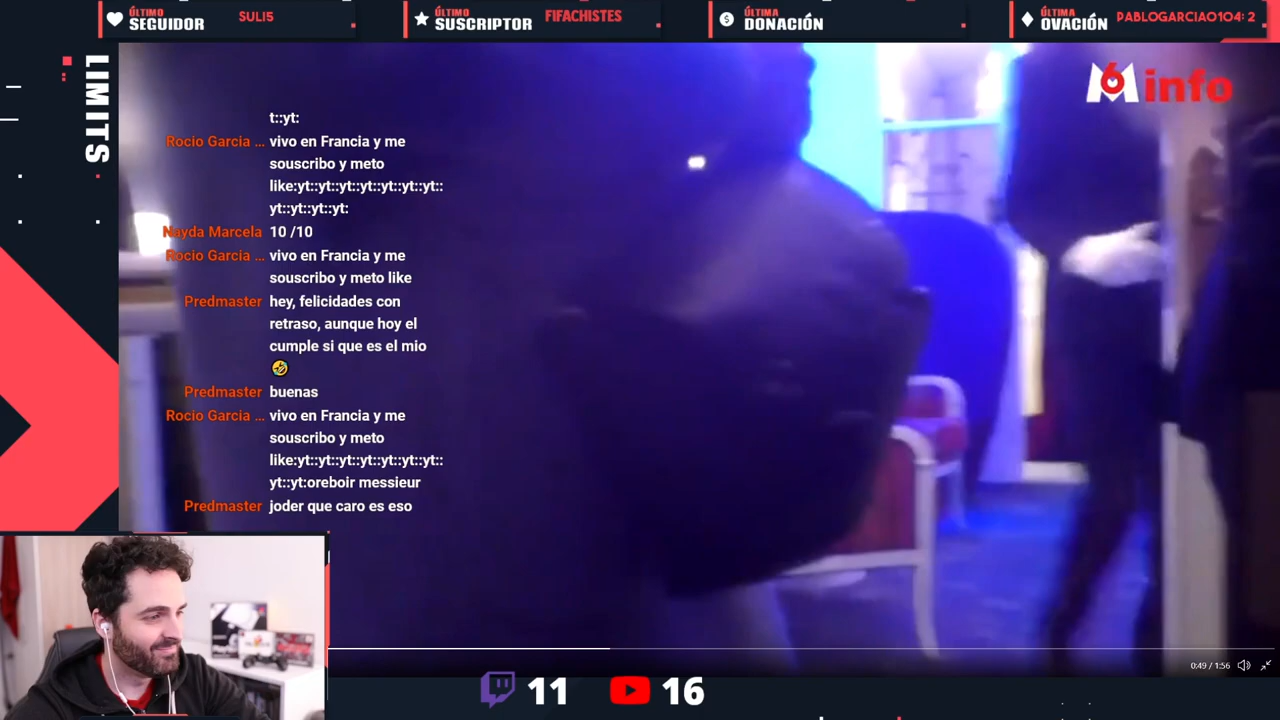 ÚLTIMO
SEGUIDOR
SULI5
ÚLTIMO
SUSCRIPTOR
FIFACHISTES
ÚLTIMA
DONACIÓN
ÚLTIMA
OVACIÓN
PABLOGARCIA0104: 2
LIMITS
M6 info
t::yt:
Rocio Garcia ... vivo en Francia y me
souscribo y meto
like:yt::yt::yt::yt::yt::yt::yt::
yt::yt::yt::yt:
Nayda Marcela 10 /10
Rocio Garcia ... vivo en Francia y me
souscribo y meto like
Predmaster hey, felicidades con
retraso, aunque hoy el
cumple si que es el mio
🤣
Predmaster buenas
Rocio Garcia ... vivo en Francia y me
souscribo y meto
like:yt::yt::yt::yt::yt::yt::yt::
yt::yt:oreboir messieur
Predmaster joder que caro es eso
0:49 / 1:56
11
16